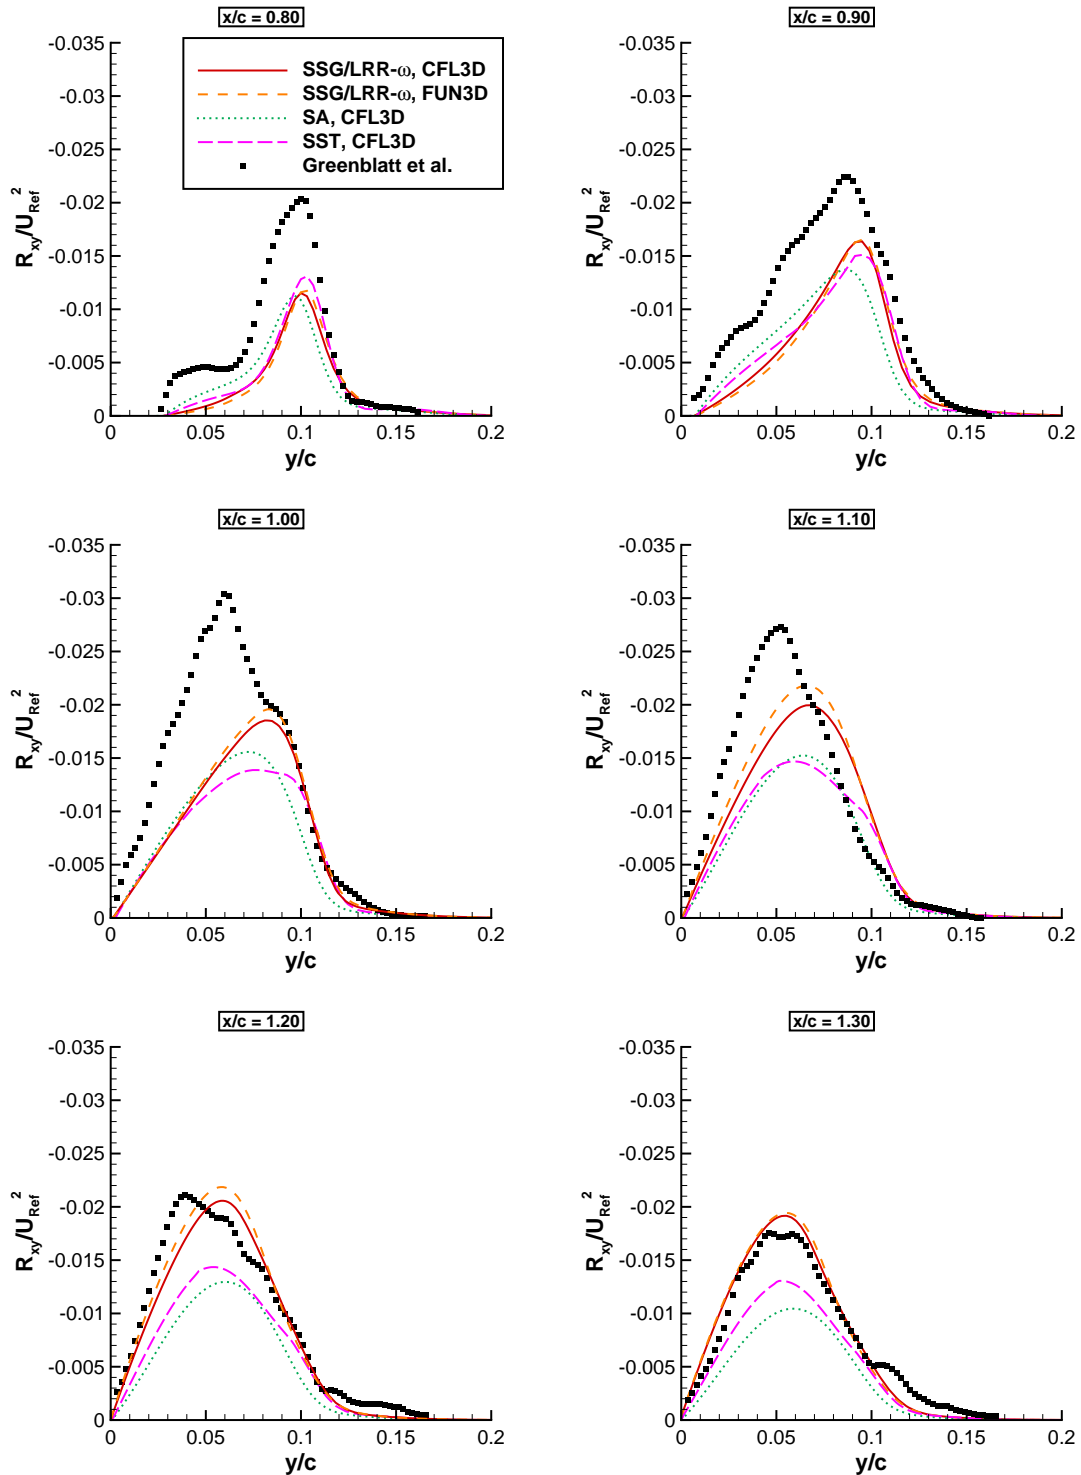 x/c = 0.80
-0.035
-0.03
-0.025
-0.02
-0.015
-0.01
-0.005
0
R_xy/U_Ref^2
SSG/LRR-ω, CFL3D
SSG/LRR-ω, FUN3D
SA, CFL3D
SST, CFL3D
Greenblatt et al.
0 0.05 0.1 0.15 0.2
y/c
x/c = 0.90
-0.035
-0.03
-0.025
-0.02
-0.015
-0.01
-0.005
0
R_xy/U_Ref^2
0 0.05 0.1 0.15 0.2
y/c
x/c = 1.00
-0.035
-0.03
-0.025
-0.02
-0.015
-0.01
-0.005
0
R_xy/U_Ref^2
0 0.05 0.1 0.15 0.2
y/c
x/c = 1.10
-0.035
-0.03
-0.025
-0.02
-0.015
-0.01
-0.005
0
R_xy/U_Ref^2
0 0.05 0.1 0.15 0.2
y/c
x/c = 1.20
-0.035
-0.03
-0.025
-0.02
-0.015
-0.01
-0.005
0
R_xy/U_Ref^2
0 0.05 0.1 0.15 0.2
y/c
x/c = 1.30
-0.035
-0.03
-0.025
-0.02
-0.015
-0.01
-0.005
0
R_xy/U_Ref^2
0 0.05 0.1 0.15 0.2
y/c